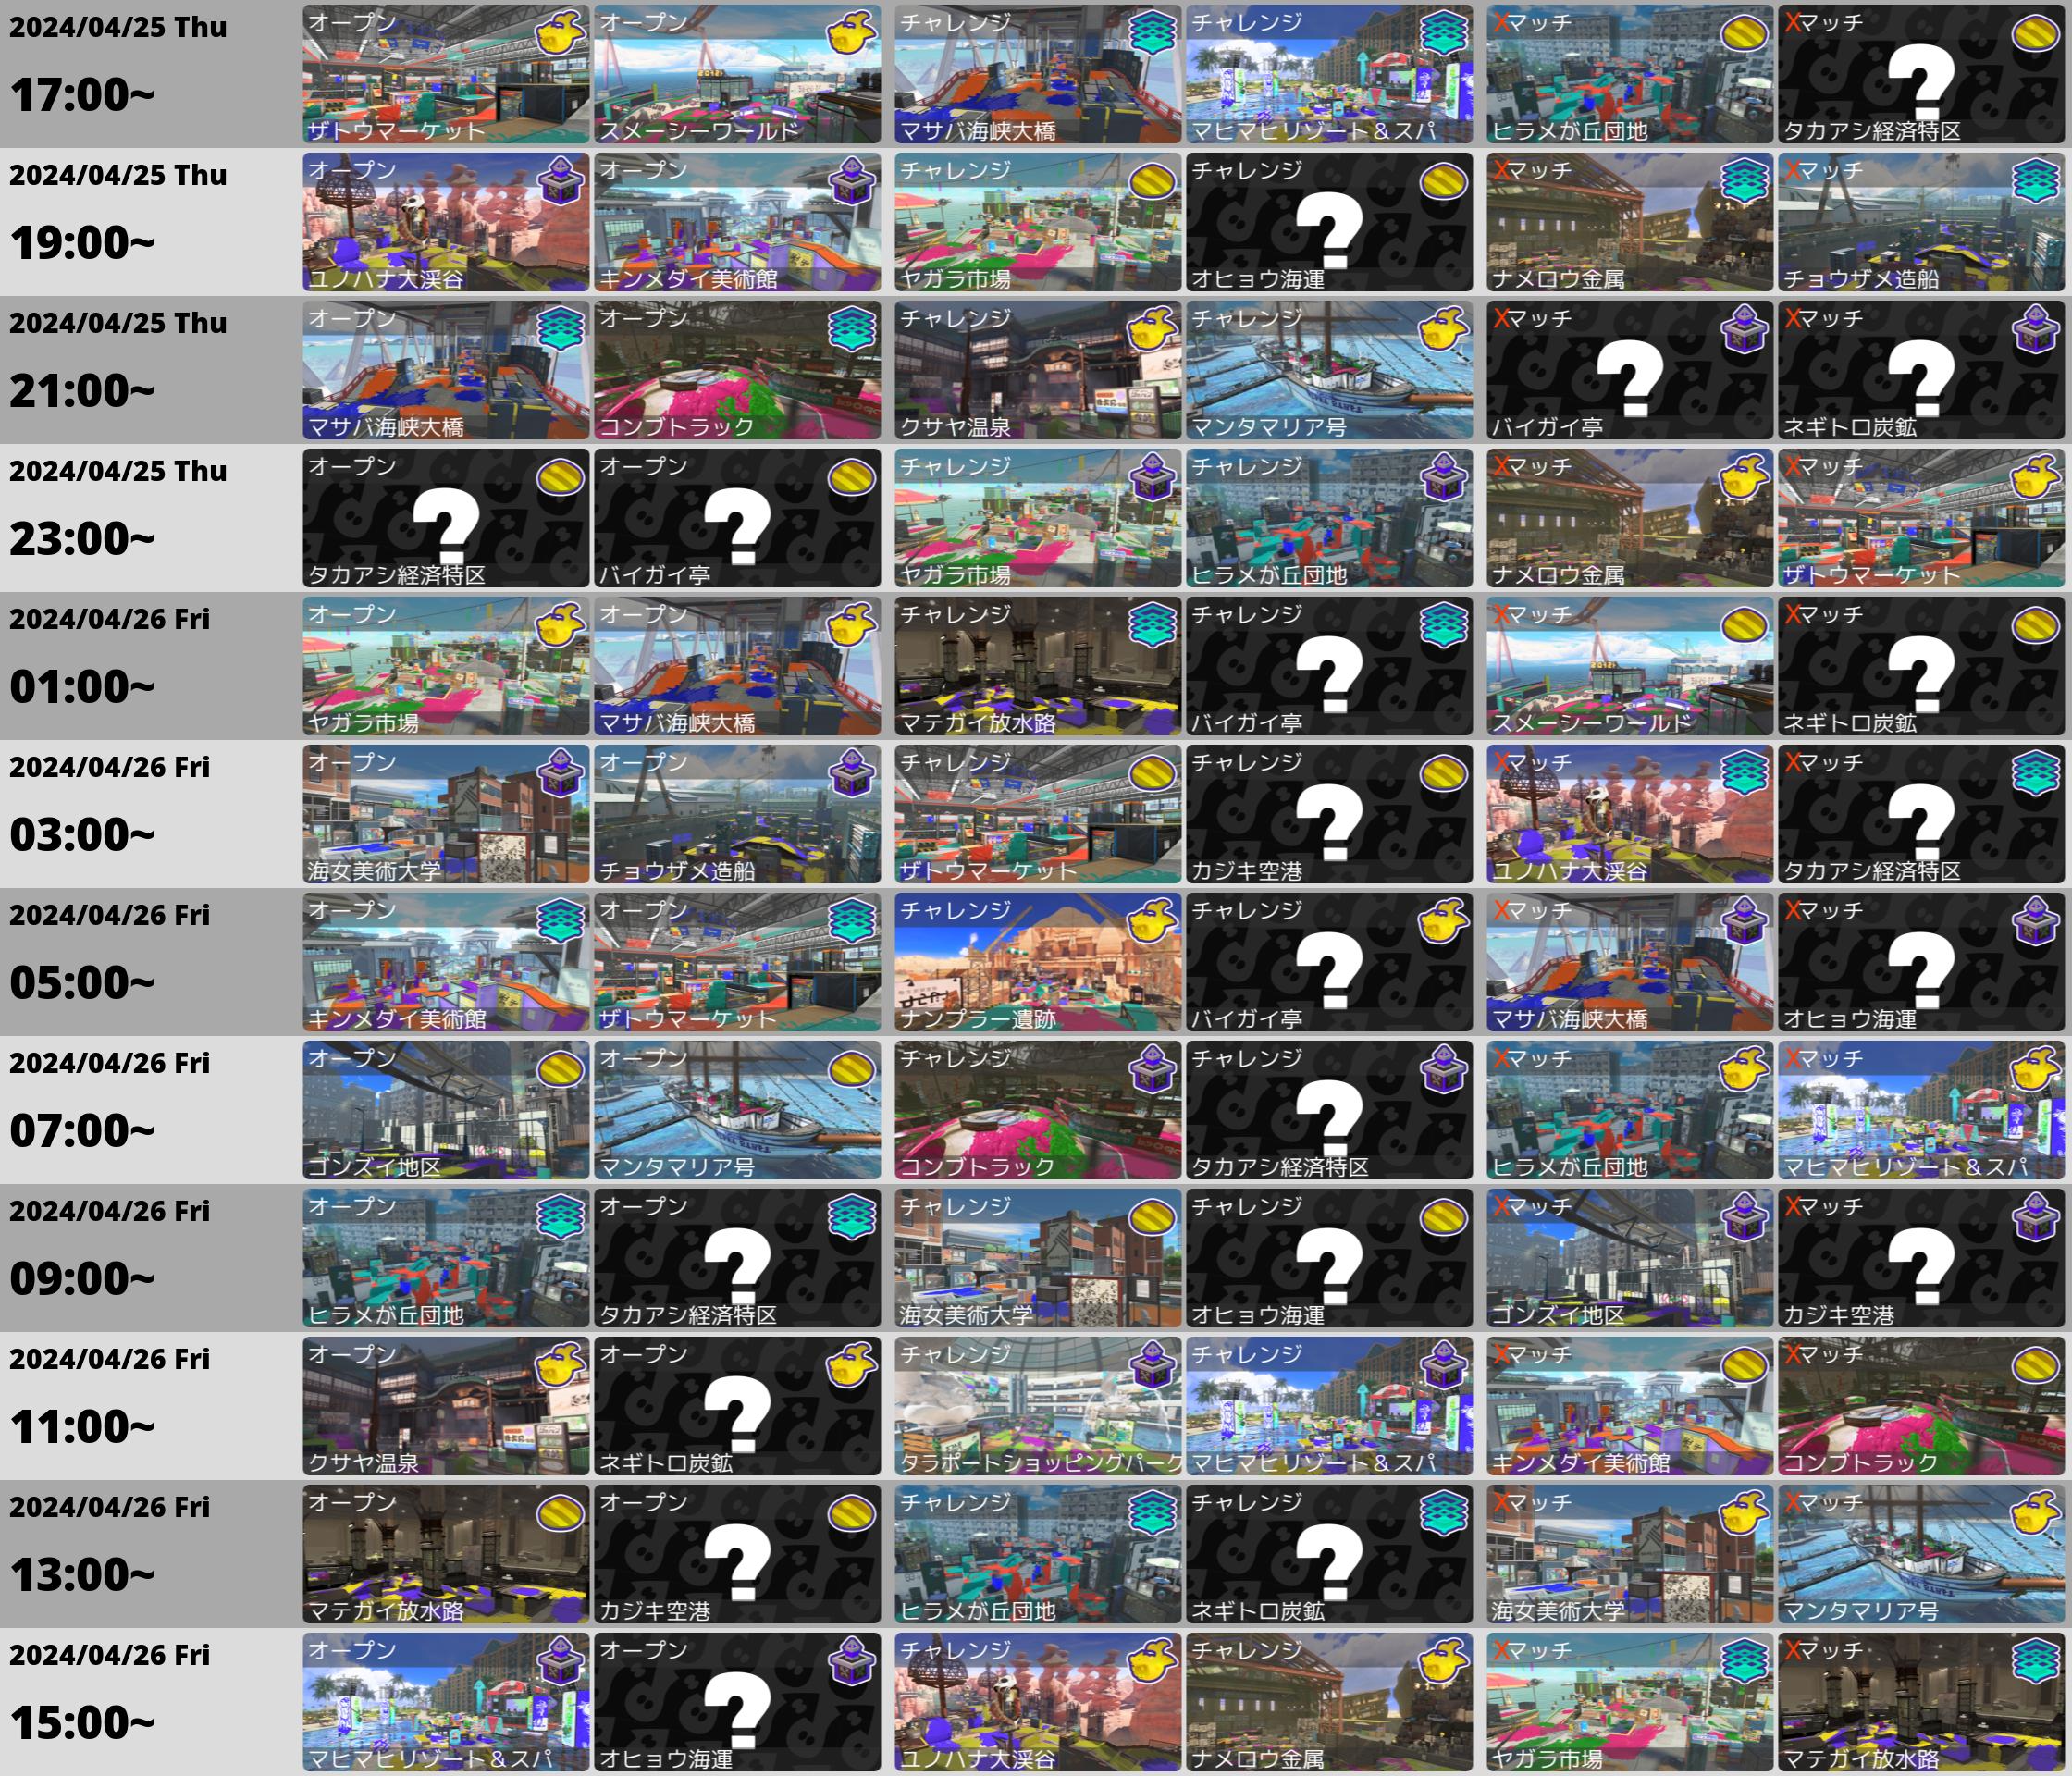 2024/04/25 Thu
17:00~
オープン
ザトウマーケット
オープン
スメーシーワールド
チャレンジ
マサバ海峡大橋
チャレンジ
マヒマヒリゾート＆スパ
Xマッチ
ヒラメが丘団地
Xマッチ
?
タカアシ経済特区
2024/04/25 Thu
19:00~
オープン
ユノハナ大渓谷
オープン
キンメダイ美術館
チャレンジ
ヤガラ市場
チャレンジ
?
オヒョウ海運
Xマッチ
ナメロウ金属
Xマッチ
チョウザメ造船
2024/04/25 Thu
21:00~
オープン
マサバ海峡大橋
オープン
コンブトラック
チャレンジ
クサヤ温泉
チャレンジ
マンタマリア号
Xマッチ
?
バイガイ亭
Xマッチ
?
ネギトロ炭鉱
2024/04/25 Thu
23:00~
オープン
?
タカアシ経済特区
オープン
?
バイガイ亭
チャレンジ
ヤガラ市場
チャレンジ
ヒラメが丘団地
Xマッチ
ナメロウ金属
Xマッチ
ザトウマーケット
2024/04/26 Fri
01:00~
オープン
ヤガラ市場
オープン
マサバ海峡大橋
チャレンジ
マテガイ放水路
チャレンジ
?
バイガイ亭
Xマッチ
スメーシーワールド
Xマッチ
?
ネギトロ炭鉱
2024/04/26 Fri
03:00~
オープン
海女美術大学
オープン
チョウザメ造船
チャレンジ
ザトウマーケット
チャレンジ
?
カジキ空港
Xマッチ
ユノハナ大渓谷
Xマッチ
?
タカアシ経済特区
2024/04/26 Fri
05:00~
オープン
キンメダイ美術館
オープン
ザトウマーケット
チャレンジ
ナンプラー遺跡
チャレンジ
?
バイガイ亭
Xマッチ
マサバ海峡大橋
Xマッチ
?
オヒョウ海運
2024/04/26 Fri
07:00~
オープン
ゴンズイ地区
オープン
マンタマリア号
チャレンジ
コンブトラック
チャレンジ
?
タカアシ経済特区
Xマッチ
ヒラメが丘団地
Xマッチ
マヒマヒリゾート＆スパ
2024/04/26 Fri
09:00~
オープン
ヒラメが丘団地
オープン
?
タカアシ経済特区
チャレンジ
海女美術大学
チャレンジ
?
オヒョウ海運
Xマッチ
ゴンズイ地区
Xマッチ
?
カジキ空港
2024/04/26 Fri
11:00~
オープン
クサヤ温泉
オープン
?
ネギトロ炭鉱
チャレンジ
タラポートショッピングパーク
チャレンジ
マヒマヒリゾート＆スパ
Xマッチ
キンメダイ美術館
Xマッチ
コンブトラック
2024/04/26 Fri
13:00~
オープン
マテガイ放水路
オープン
?
カジキ空港
チャレンジ
ヒラメが丘団地
チャレンジ
?
ネギトロ炭鉱
Xマッチ
海女美術大学
Xマッチ
マンタマリア号
2024/04/26 Fri
15:00~
オープン
マヒマヒリゾート＆スパ
オープン
?
オヒョウ海運
チャレンジ
ユノハナ大渓谷
チャレンジ
ナメロウ金属
Xマッチ
ヤガラ市場
Xマッチ
マテガイ放水路